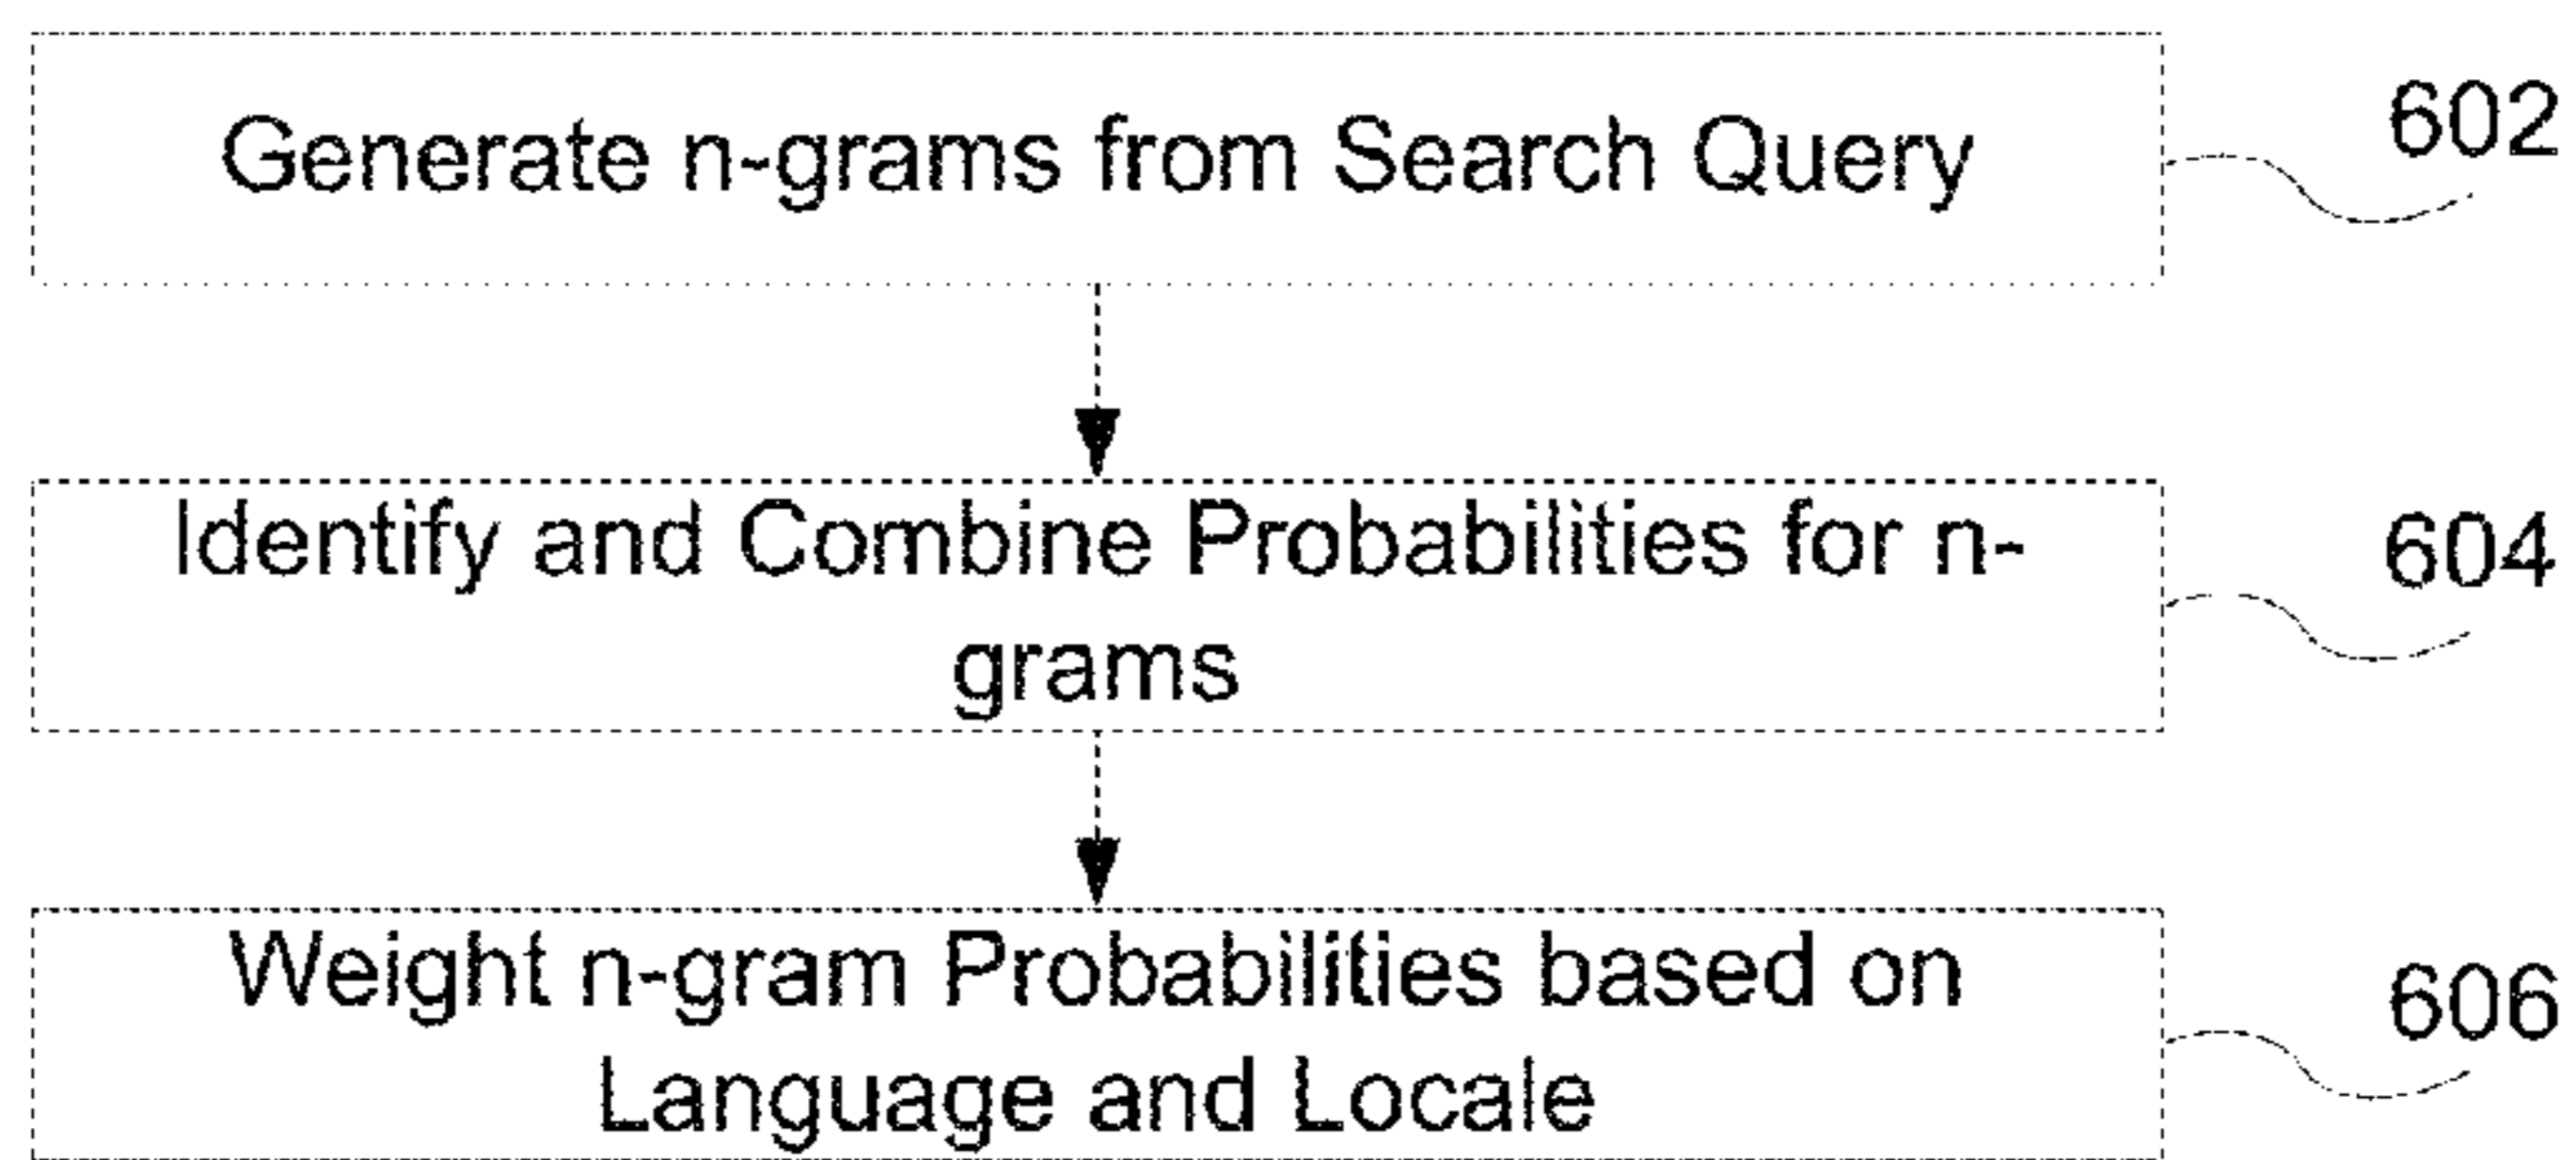 Generate n-grams from Search Query
602
Identify and Combine Probabilities for n-
grams
604
Weight n-gram Probabilities based on
Language and Locale
606